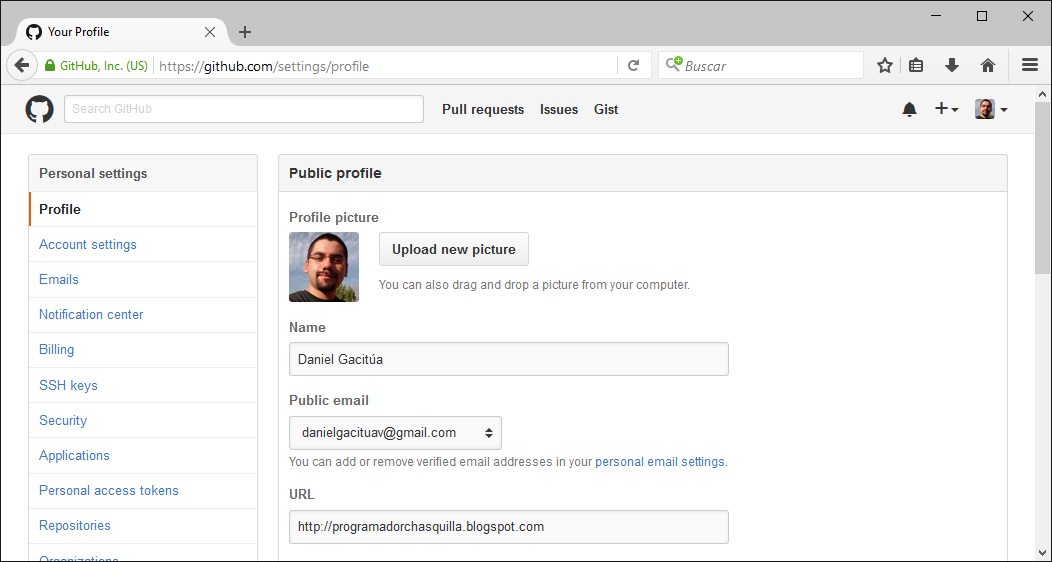 Your Profile
GitHub, Inc. (US)
https://github.com/settings/profile
Buscar
Search GitHub
Pull requests
Issues
Gist
Personal settings
Profile
Account settings
Emails
Notification center
Billing
SSH keys
Security
Applications
Personal access tokens
Repositories
Organizations
Public profile
Profile picture
Upload new picture
You can also drag and drop a picture from your computer.
Name
Daniel Gacitúa
Public email
danielgacituav@gmail.com
You can add or remove verified email addresses in your personal email settings.
URL
http://programadorchasquilla.blogspot.com